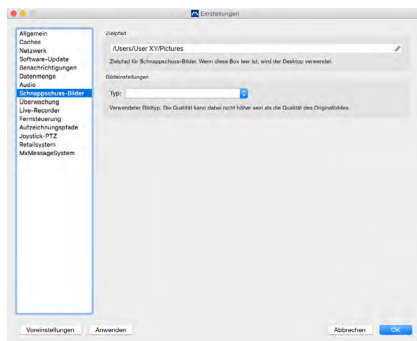 Einstellungen
Allgemein
Caches
Netzwerk
Software-Update
Benachrichtigungen
Datenmenge
Audio
Schnappschuss-Bilder
Überwachung
Live-Recorder
Fernsteuerung
Aufzeichnungspfade
Joystick-PTZ
Retailsystem
MxMessageSystem
Zielpfad
/Users/User XY/Pictures
Zielpfad für Schnappschuss-Bilder. Wenn diese Box leer ist, wird der Desktop verwendet.
Bildeinstellungen
Typ:
Verwendeter Bildtyp. Die Qualität kann dabei nicht höher sein als die Qualität des Originalbildes.
Voreinstellungen
Anwenden
Abbrechen
OK